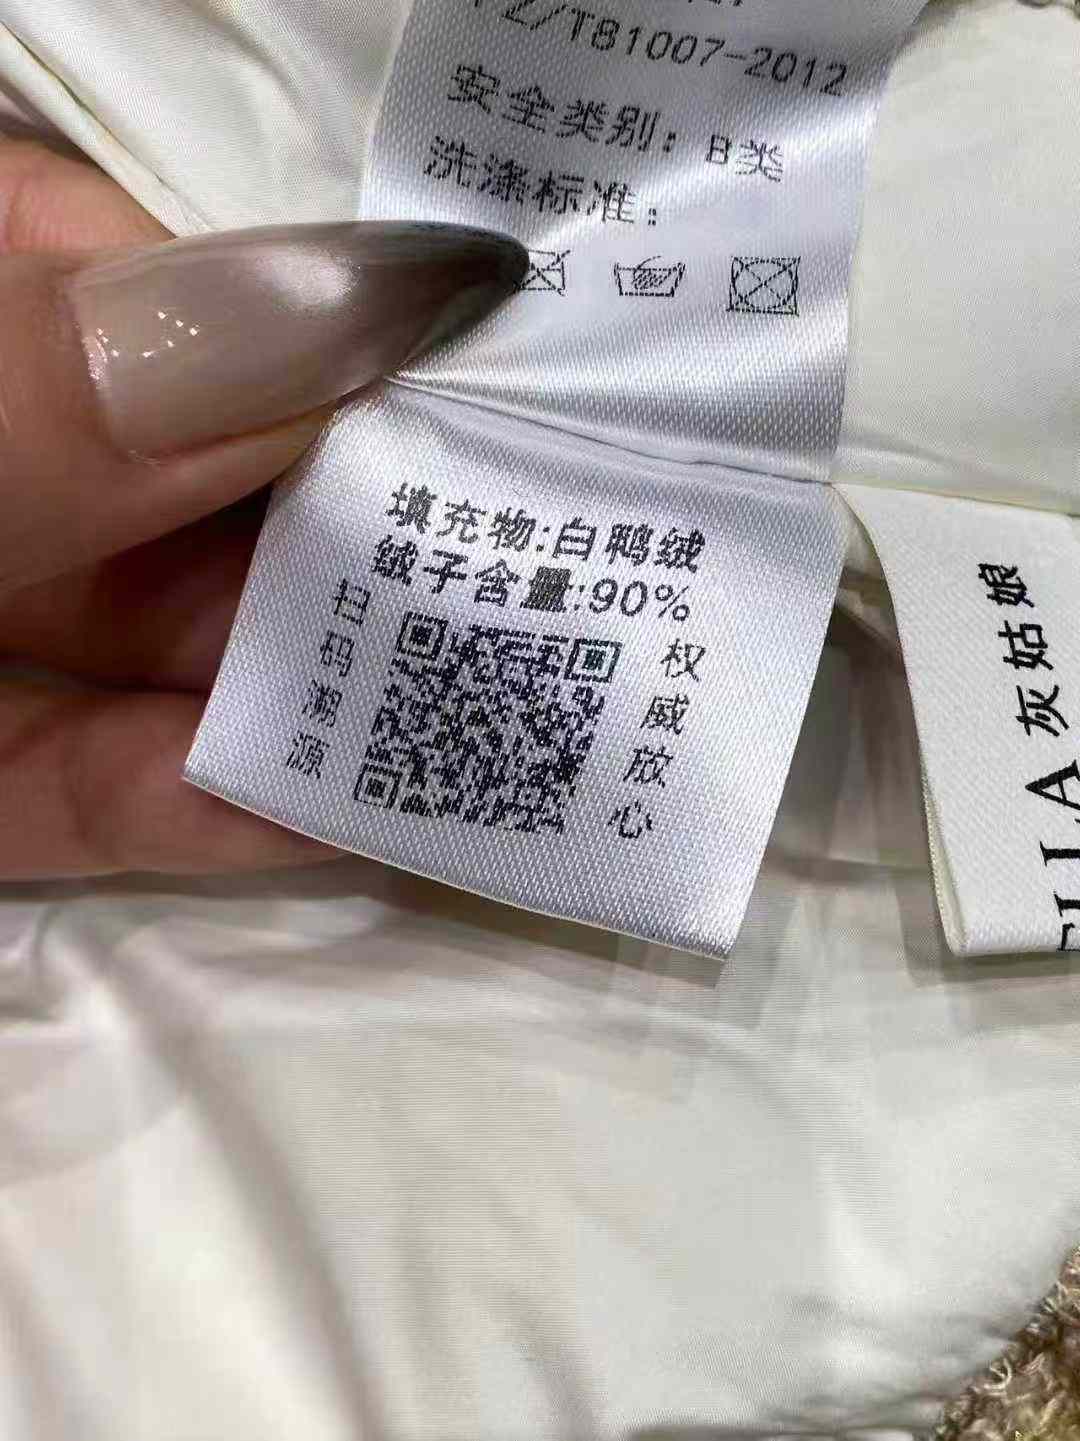 FZ/T81007-2012
安全类别：B类
洗涤标准：
填充物:白鸭绒
绒子含量:90%
扫码溯源
权威放心
灰姑娘